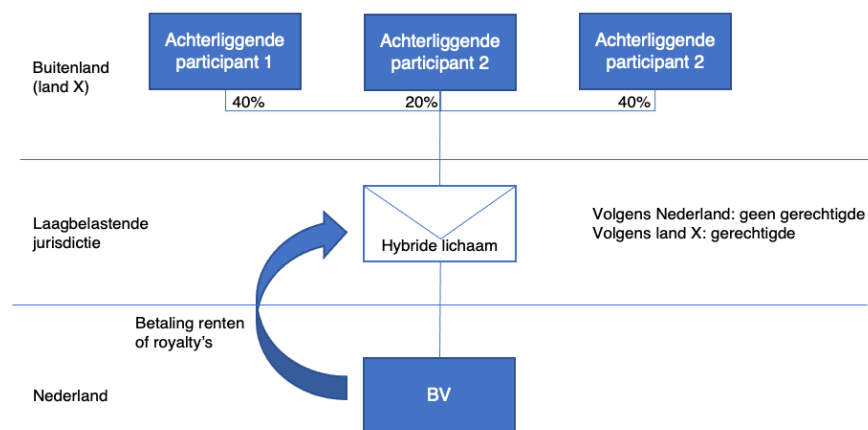 Achterliggende
participant 1
Achterliggende
participant 2
Achterliggende
participant 2
Buitenland
(land X)
40%
20%
40%
Laagbelastende
jurisdictie
Hybride lichaam
Volgens Nederland: geen gerechtigde
Volgens land X: gerechtigde
Betaling renten
of royalty's
Nederland
BV